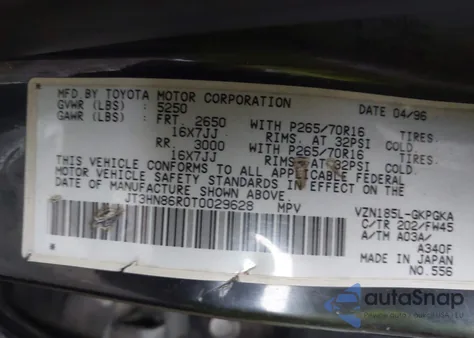 MFD BY TOYOTA MOTOR CORPORATION DATE 04/96
GVWR (LBS) : 5250
GAWR (LBS) : FRT. 2650 WITH P265/70R16 TIRES.
16X7JJ RIMS, AT 32PSI COLD.
RR. 3000 WITH P265/70R16 TIRES.
16X7JJ RIMS, AT 32PSI COLD.
THIS VEHICLE CONFORMS TO ALL APPLICABLE FEDERAL
MOTOR VEHICLE SAFETY STANDARDS IN EFFECT ON THE
DATE OF MANUFACTURE SHOWN ABOVE.
JT3HN86R0T0029628 MPV
VZN185L-GKPGKA
C/TR 202/FW45
A/TM A03A/
A340F
MADE IN JAPAN
NO.556
autoSnap